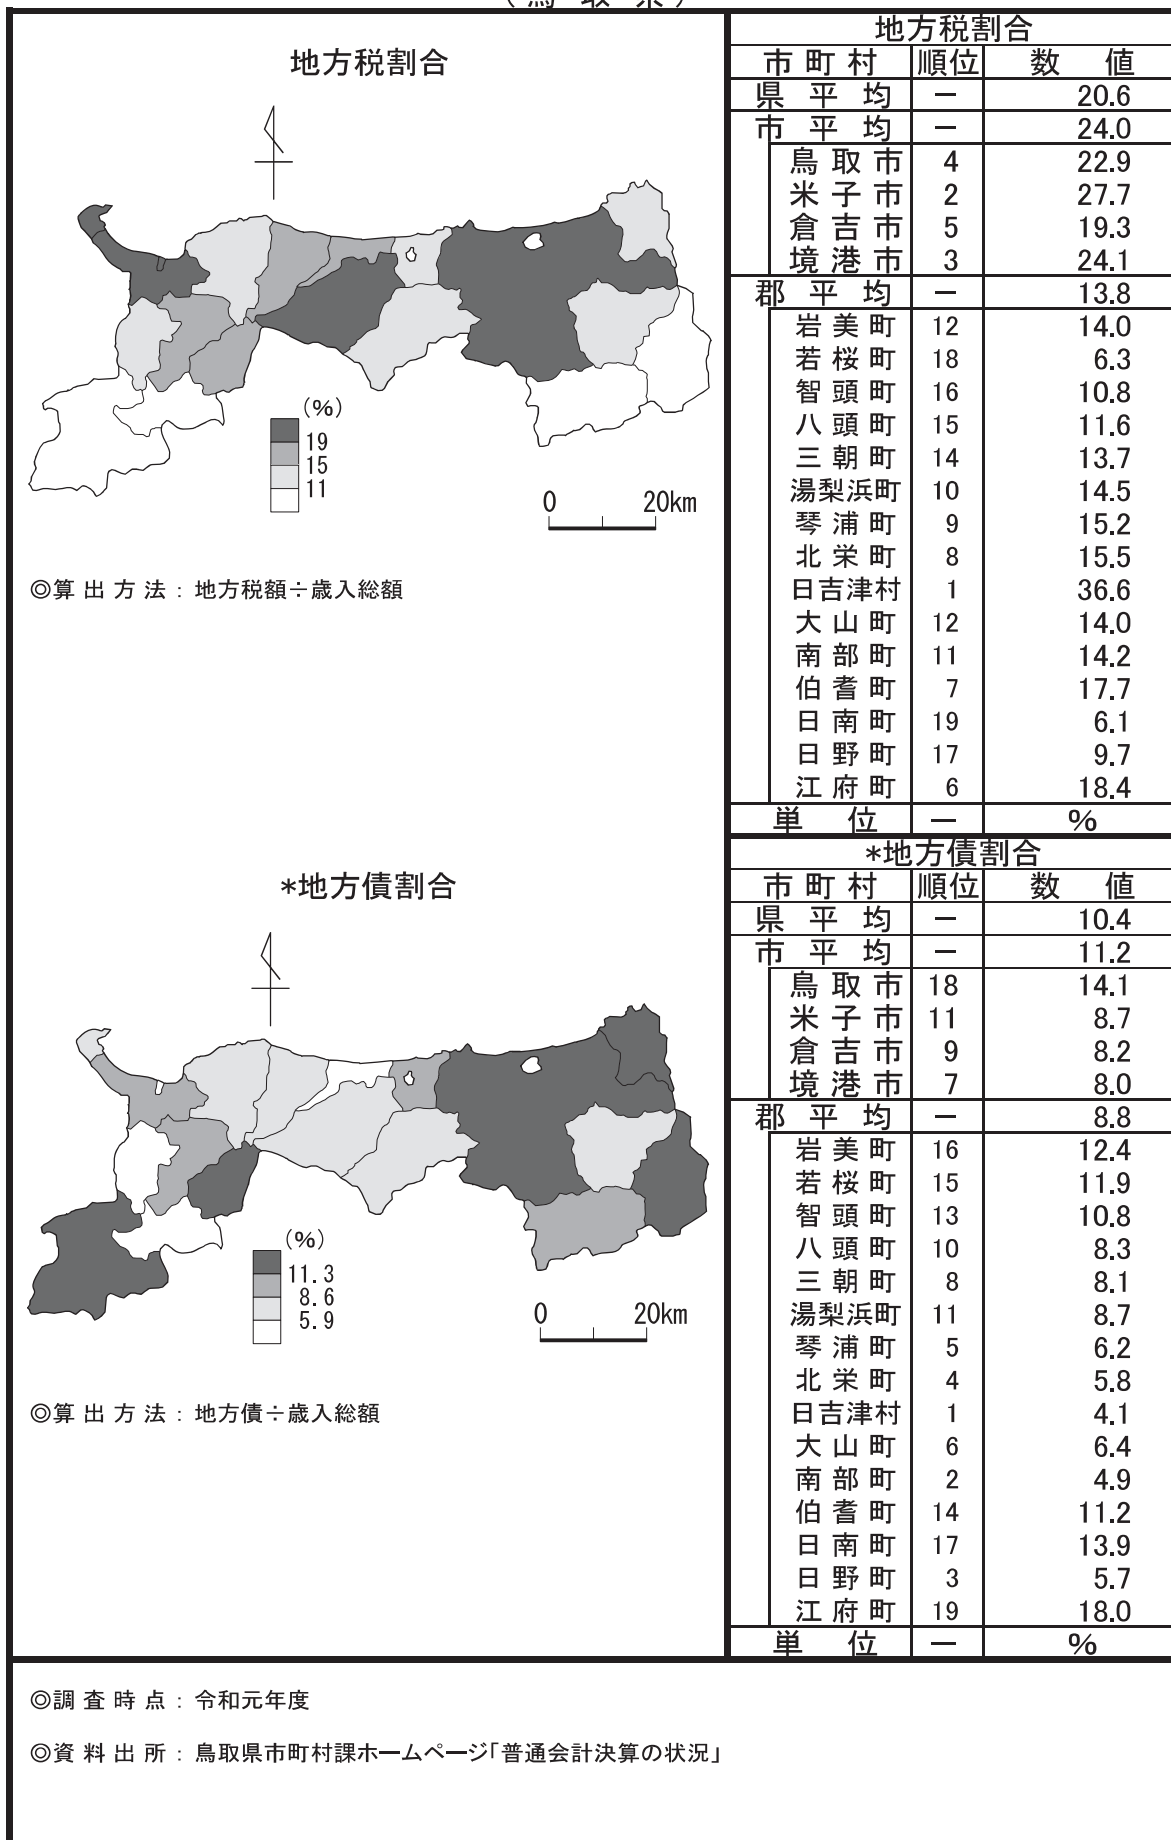 (鳥取県)
地方税割合
(%)
19
15
11
0 20km
◎算出方法：地方税額÷歳入総額
地方税割合
市町村 順位 数値
県平均 － 20.6
市平均 － 24.0
鳥取市 4 22.9
米子市 2 27.7
倉吉市 5 19.3
境港市 3 24.1
郡平均 － 13.8
岩美町 12 14.0
若桜町 18 6.3
智頭町 16 10.8
八頭町 15 11.6
三朝町 14 13.7
湯梨浜町 10 14.5
琴浦町 9 15.2
北栄町 8 15.5
日吉津村 1 36.6
大山町 12 14.0
南部町 11 14.2
伯耆町 7 17.7
日南町 19 6.1
日野町 17 9.7
江府町 6 18.4
単位 － %
*地方債割合
(%)
11.3
8.6
5.9
0 20km
◎算出方法：地方債÷歳入総額
*地方債割合
市町村 順位 数値
県平均 － 10.4
市平均 － 11.2
鳥取市 18 14.1
米子市 11 8.7
倉吉市 9 8.2
境港市 7 8.0
郡平均 － 8.8
岩美町 16 12.4
若桜町 15 11.9
智頭町 13 10.8
八頭町 10 8.3
三朝町 8 8.1
湯梨浜町 11 8.7
琴浦町 5 6.2
北栄町 4 5.8
日吉津村 1 4.1
大山町 6 6.4
南部町 2 4.9
伯耆町 14 11.2
日南町 17 13.9
日野町 3 5.7
江府町 19 18.0
単位 － %
◎調査時点：令和元年度
◎資料出所：鳥取県市町村課ホームページ「普通会計決算の状況」